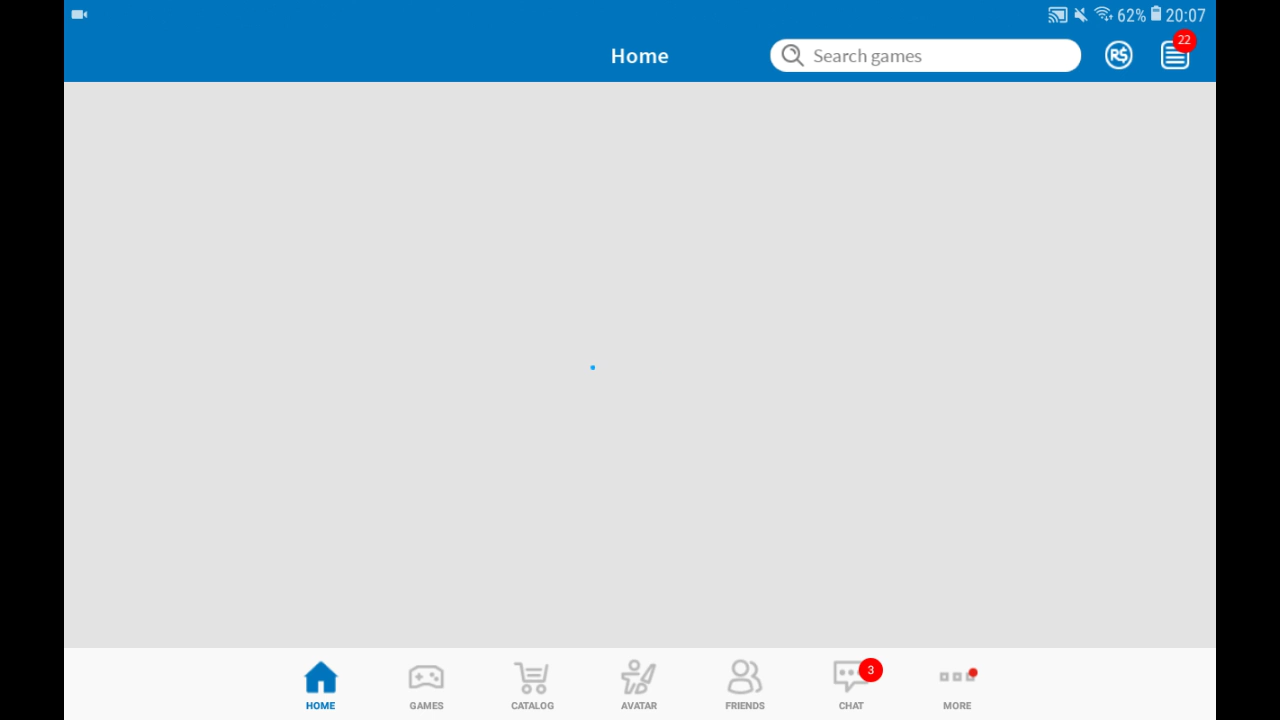 62% 20:07
Home
Search games
R$
22
3
HOME
GAMES
CATALOG
AVATAR
FRIENDS
CHAT
MORE